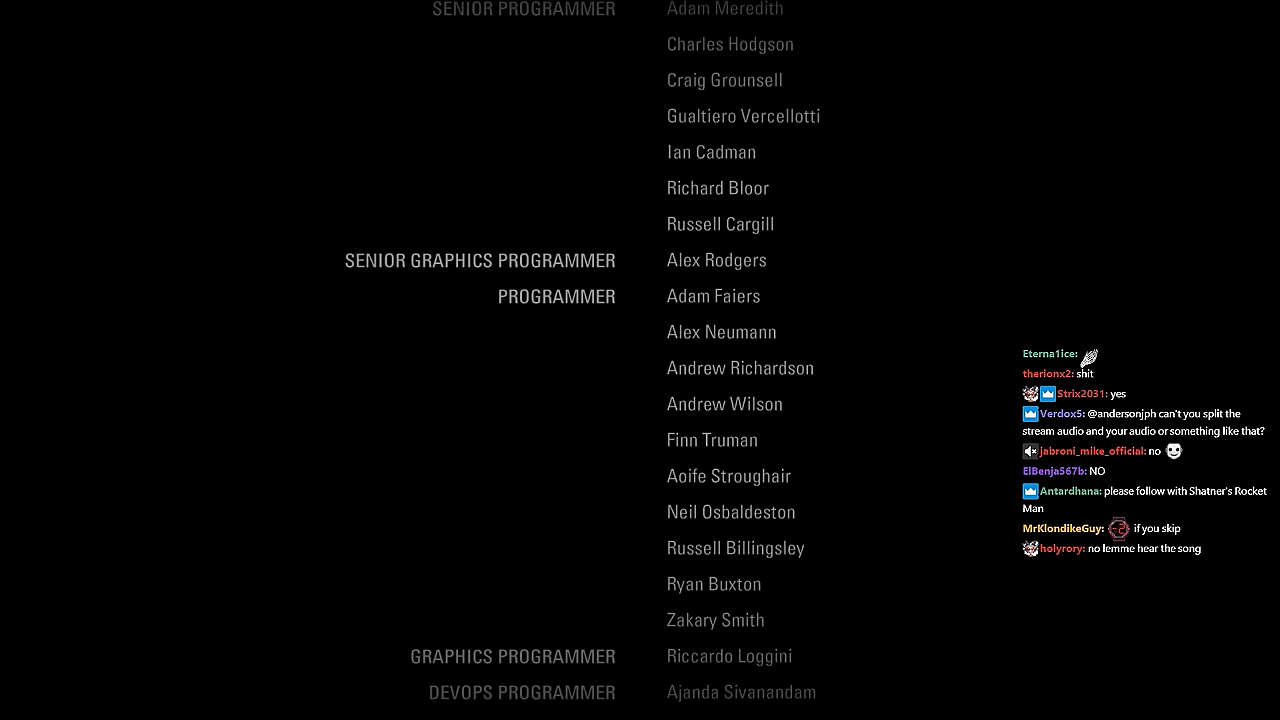 SENIOR PROGRAMMER Adam Meredith
Charles Hodgson
Craig Grounsell
Gualtiero Vercellotti
Ian Cadman
Richard Bloor
Russell Cargill
SENIOR GRAPHICS PROGRAMMER Alex Rodgers
PROGRAMMER Adam Faiers
Alex Neumann
Andrew Richardson
Andrew Wilson
Finn Truman
Aoife Stroughair
Neil Osbaldeston
Russell Billingsley
Ryan Buxton
Zakary Smith
GRAPHICS PROGRAMMER Riccardo Loggini
DEVOPS PROGRAMMER Ajanda Sivanandam
Eterna1ice:
therionx2: shit
Strix2031: yes
Verdox5: @andersonjph can't you split the
stream audio and your audio or something like that?
jabroni_mike_official: no
ElBenja567b: NO
Antardhana: please follow with Shatner's Rocket
Man
MrKlondikeGuy: -2 if you skip
holyrory: no lemme hear the song